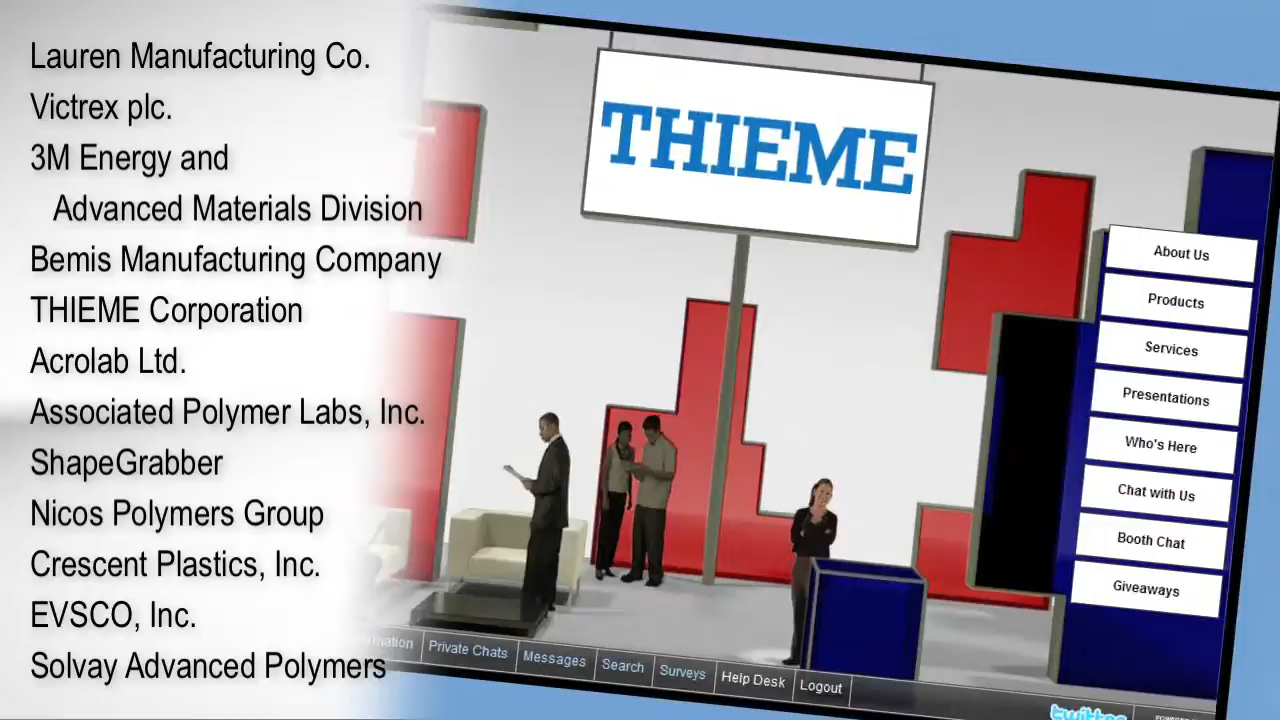 Lauren Manufacturing Co.
Victrex plc.
3M Energy and
Advanced Materials Division
Bemis Manufacturing Company
THIEME Corporation
Acrolab Ltd.
Associated Polymer Labs, Inc.
ShapeGrabber
Nicos Polymers Group
Crescent Plastics, Inc.
EVSCO, Inc.
Solvay Advanced Polymers
THIEME
About Us
Products
Services
Presentations
Who's Here
Chat with Us
Booth Chat
Giveaways
Private Chats
Messages
Search
Surveys
Help Desk
Logout
twitter